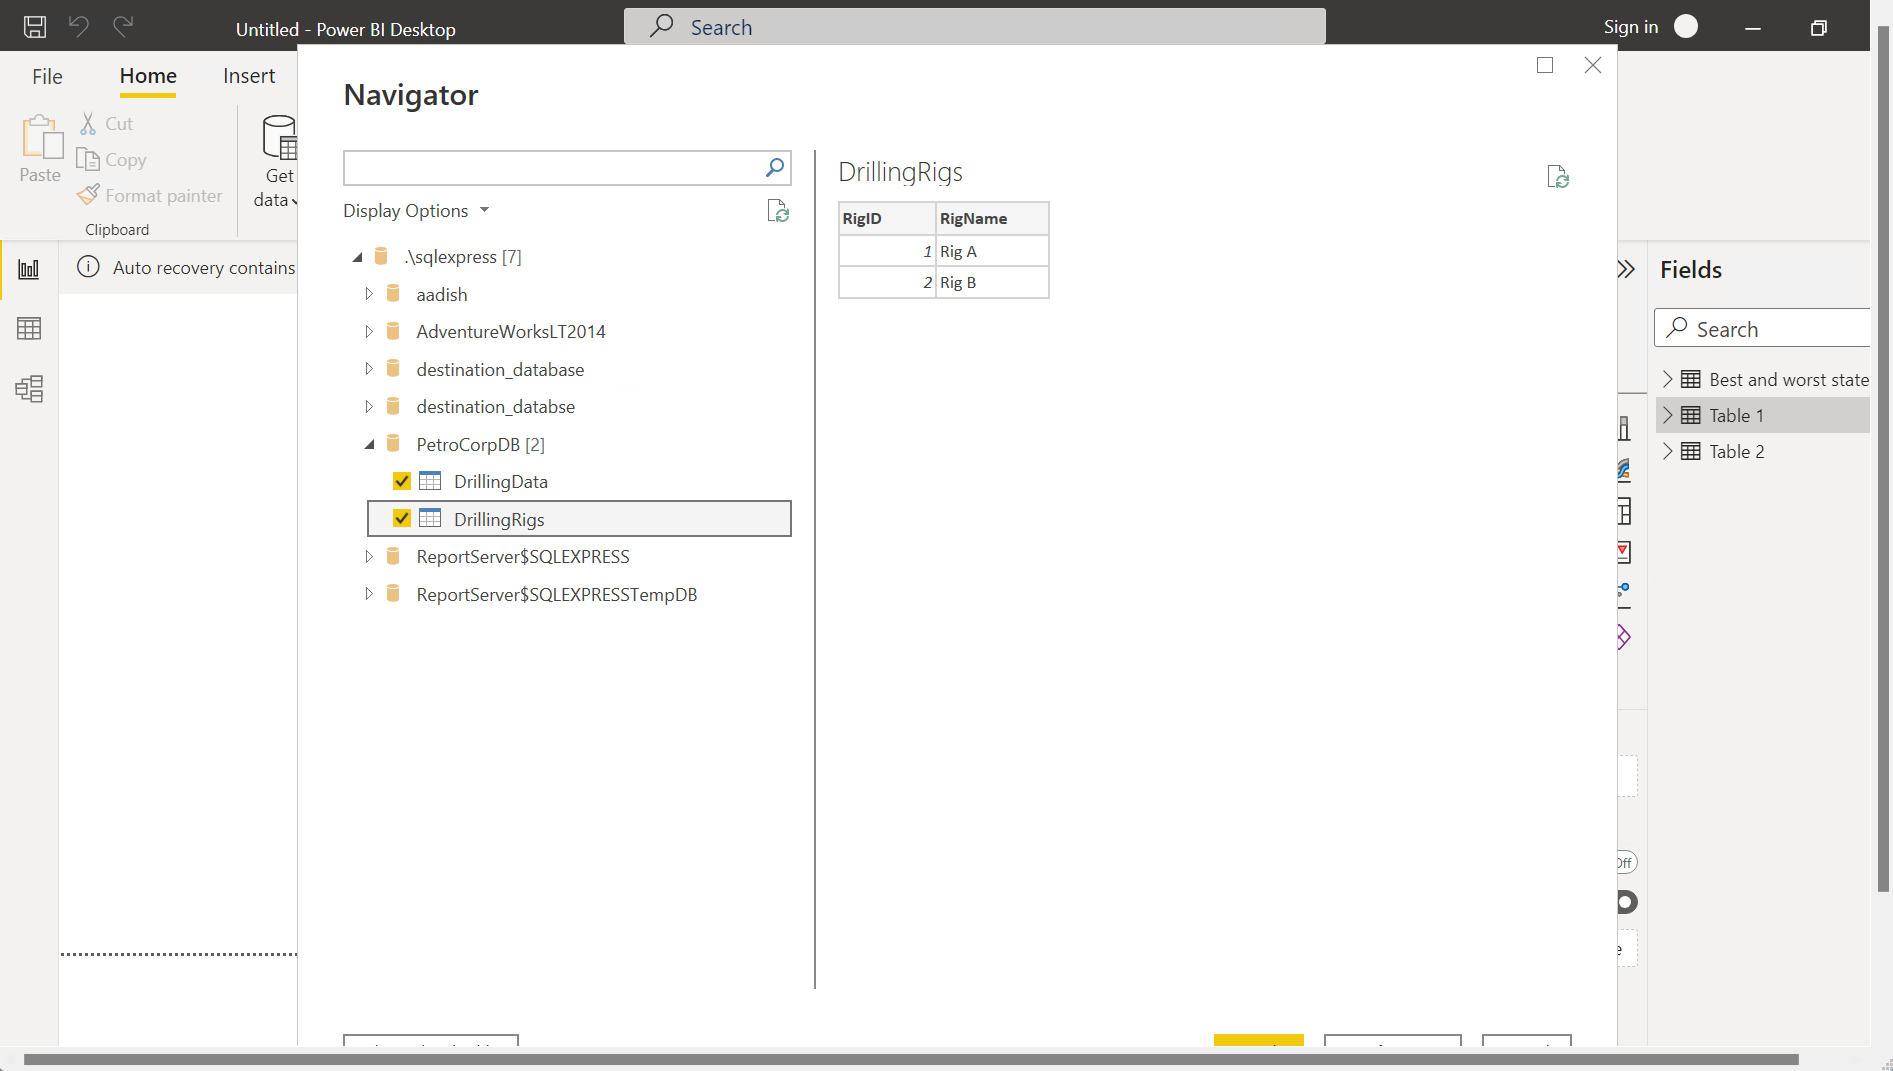 Untitled - Power BI Desktop
Search
Sign in
File
Home
Insert
Paste
Cut
Copy
Format painter
Clipboard
Get
data
Auto recovery contains
Navigator
Display Options
.\sqlexpress [7]
aadish
AdventureWorksLT2014
destination_database
destination_databse
PetroCorpDB [2]
DrillingData
DrillingRigs
ReportServer$SQLEXPRESS
ReportServer$SQLEXPRESSTempDB
DrillingRigs
RigID RigName
1 Rig A
2 Rig B
Fields
Search
Best and worst state
Table 1
Table 2